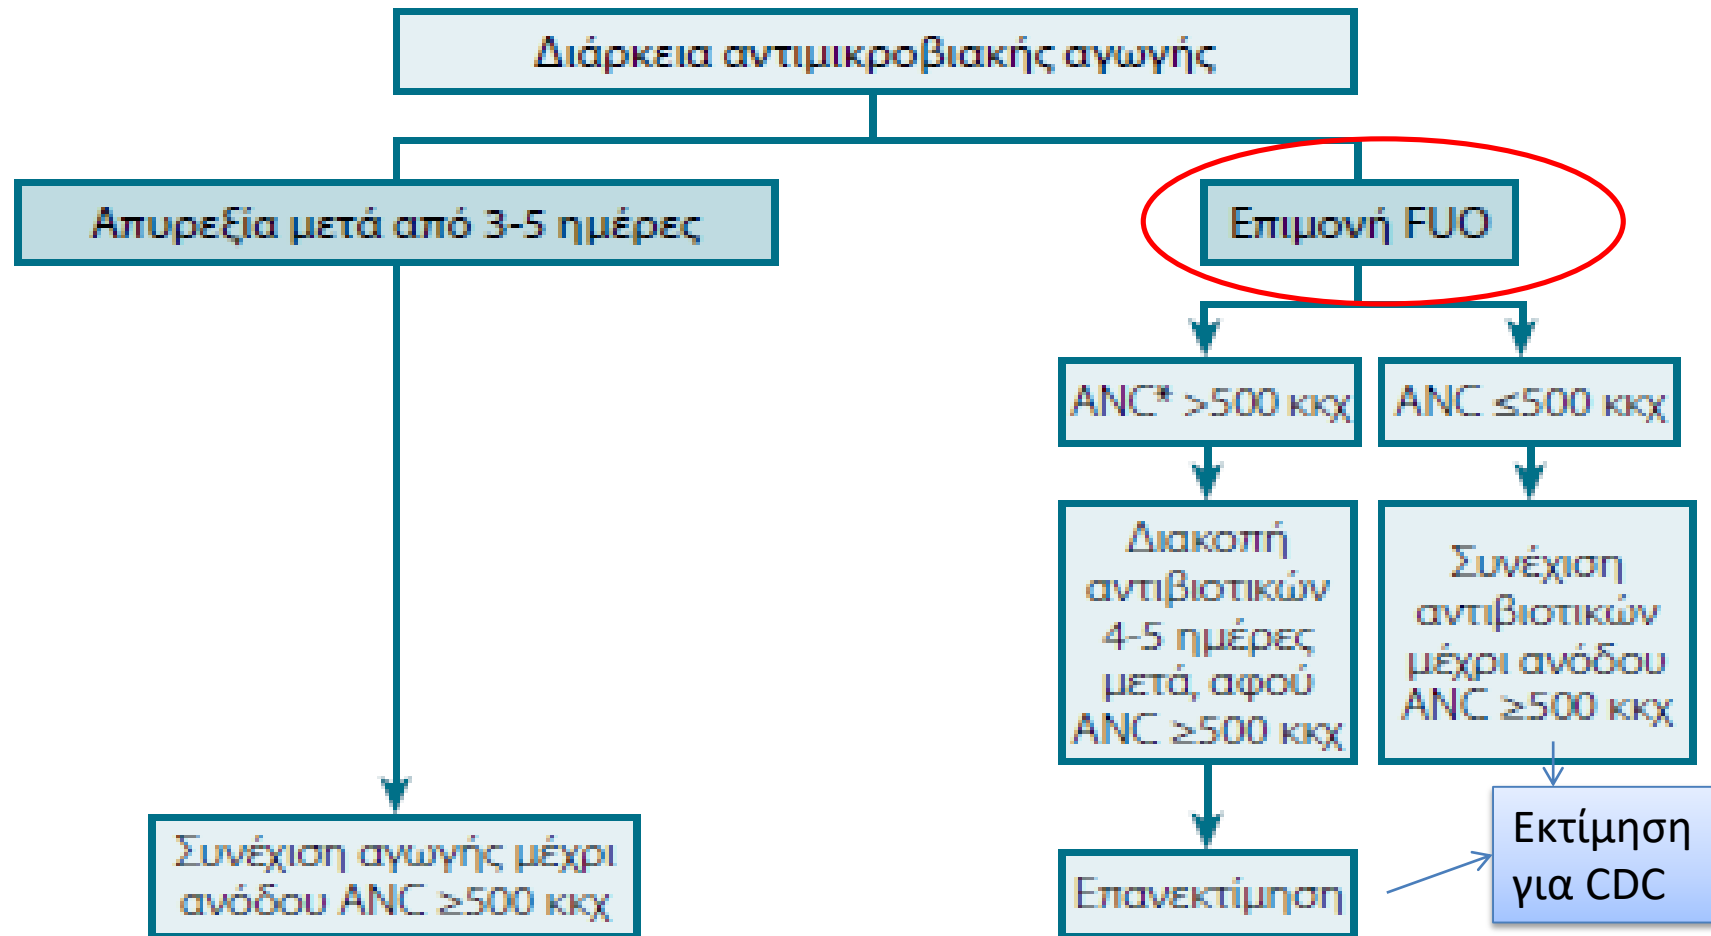 Διάρκεια αντιμικροβιακής αγωγής
Απυρεξία μετά από 3-5 ημέρες
Επιμονή FUO
ANC* >500 κκχ
ANC ≤500 κκχ
Διακοπή
αντιβιοτικών
4-5 ημέρες
μετά, αφού
ANC ≥500 κκχ
Συνέχιση
αντιβιοτικών
μέχρι ανόδου
ANC ≥500 κκχ
Συνέχιση αγωγής μέχρι
ανόδου ANC ≥500 κκχ
Επανεκτίμηση
Εκτίμηση
για CDC